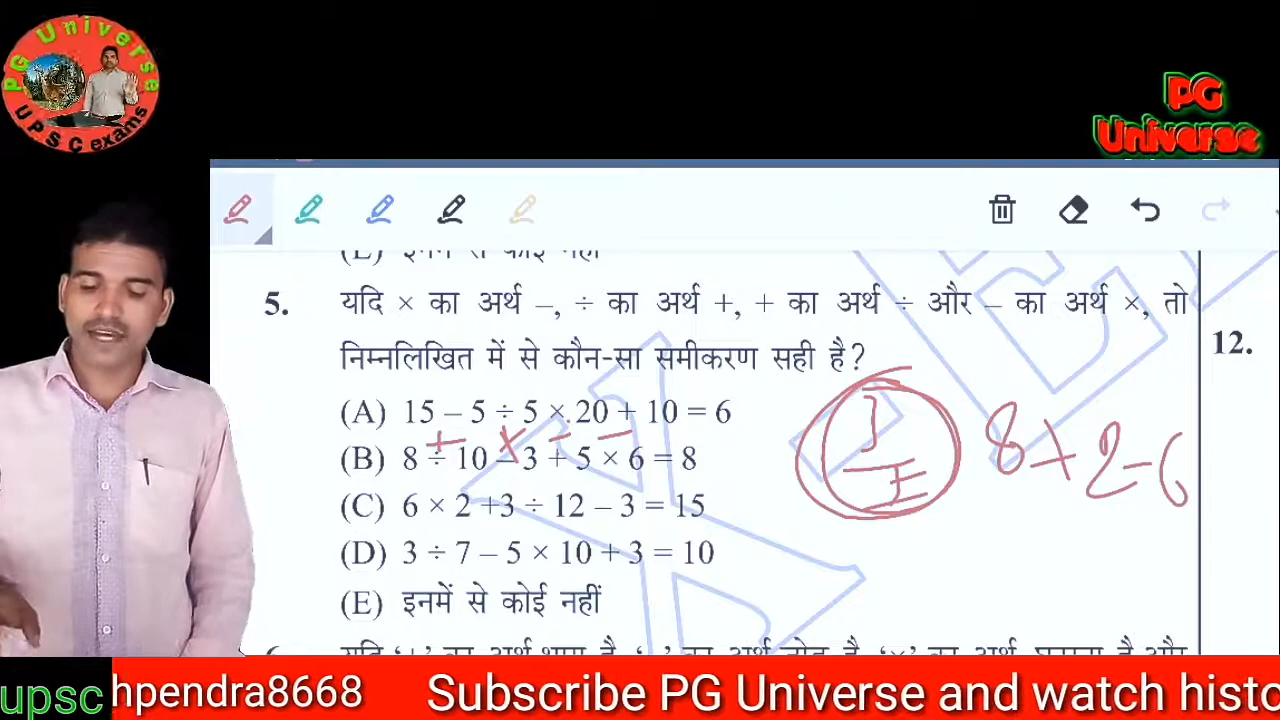 PG Universe
UPSC exams
PG
Universe
5. यदि × का अर्थ –, ÷ का अर्थ +, + का अर्थ ÷ और – का अर्थ ×, तो
निम्नलिखित में से कौन-सा समीकरण सही है?
(A) 15 – 5 ÷ 5 × 20 + 10 = 6
+ × ÷ –
(B) 8 ÷ 10 – 3 + 5 × 6 = 8
(C) 6 × 2 +3 ÷ 12 – 3 = 15
(D) 3 ÷ 7 – 5 × 10 + 3 = 10
(E) इनमें से कोई नहीं
8+2-6
12.
upsc hpendra8668 Subscribe PG Universe and watch histo